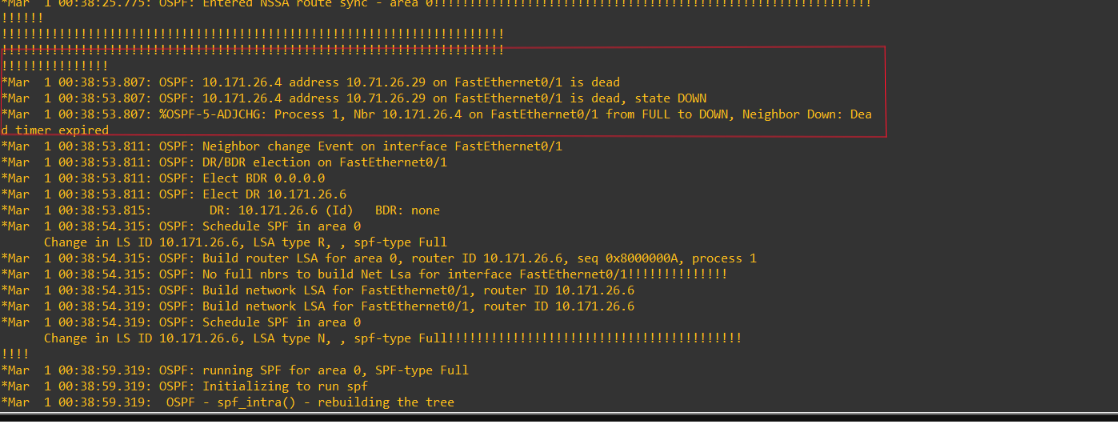 *Mar  1 00:38:25.775: OSPF: Entered NSSA route sync - area 0!!!!!!!!!!!!!!!!!!!!!!!!!!!!!!!!!!!!!!!!!!!!!!!!!!!!!!!!!!!!!
!!!!!!
!!!!!!!!!!!!!!!!!!!!!!!!!!!!!!!!!!!!!!!!!!!!!!!!!!!!!!!!!!!!!!!!!!!!!!
!!!!!!!!!!!!!!!!!!!!!!!!!!!!!!!!!!!!!!!!!!!!!!!!!!!!!!!!!!!!!!!!!!!!!!
!!!!!!!!!!!!!!!
*Mar  1 00:38:53.807: OSPF: 10.171.26.4 address 10.71.26.29 on FastEthernet0/1 is dead
*Mar  1 00:38:53.807: OSPF: 10.171.26.4 address 10.71.26.29 on FastEthernet0/1 is dead, state DOWN
*Mar  1 00:38:53.807: %OSPF-5-ADJCHG: Process 1, Nbr 10.171.26.4 on FastEthernet0/1 from FULL to DOWN, Neighbor Down: Dea
d timer expired
*Mar  1 00:38:53.811: OSPF: Neighbor change Event on interface FastEthernet0/1
*Mar  1 00:38:53.811: OSPF: DR/BDR election on FastEthernet0/1
*Mar  1 00:38:53.811: OSPF: Elect BDR 0.0.0.0
*Mar  1 00:38:53.811: OSPF: Elect DR 10.171.26.6
*Mar  1 00:38:53.815:        DR: 10.171.26.6 (Id)   BDR: none
*Mar  1 00:38:54.315: OSPF: Schedule SPF in area 0
      Change in LS ID 10.171.26.6, LSA type R, , spf-type Full
*Mar  1 00:38:54.315: OSPF: Build router LSA for area 0, router ID 10.171.26.6, seq 0x8000000A, process 1
*Mar  1 00:38:54.315: OSPF: No full nbrs to build Net Lsa for interface FastEthernet0/1!!!!!!!!!!!!!!
*Mar  1 00:38:54.315: OSPF: Build network LSA for FastEthernet0/1, router ID 10.171.26.6
*Mar  1 00:38:54.319: OSPF: Build network LSA for FastEthernet0/1, router ID 10.171.26.6
*Mar  1 00:38:54.319: OSPF: Schedule SPF in area 0
      Change in LS ID 10.171.26.6, LSA type N, , spf-type Full!!!!!!!!!!!!!!!!!!!!!!!!!!!!!!!!!!!!!!!!!
!!!!
*Mar  1 00:38:59.319: OSPF: running SPF for area 0, SPF-type Full
*Mar  1 00:38:59.319: OSPF: Initializing to run spf
*Mar  1 00:38:59.319:  OSPF - spf_intra() - rebuilding the tree